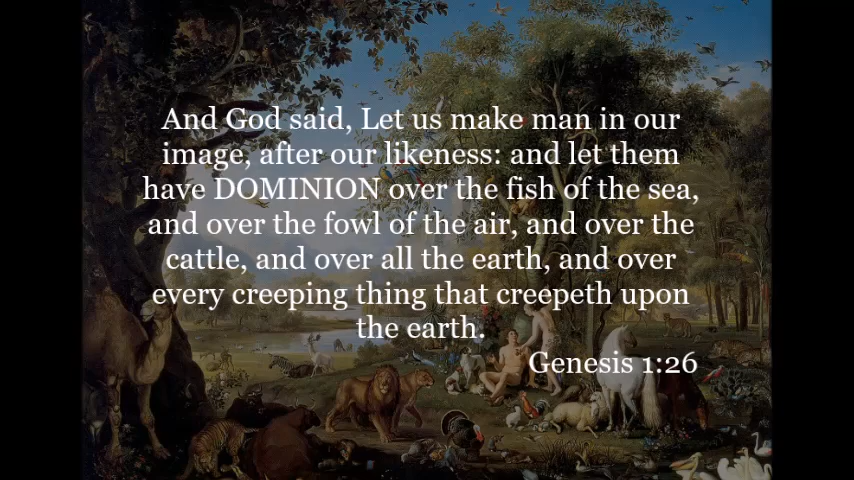 And God said, Let us make man in our
image, after our likeness: and let them
have DOMINION over the fish of the sea,
and over the fowl of the air, and over the
cattle, and over all the earth, and over
every creeping thing that creepeth upon
the earth.
Genesis 1:26